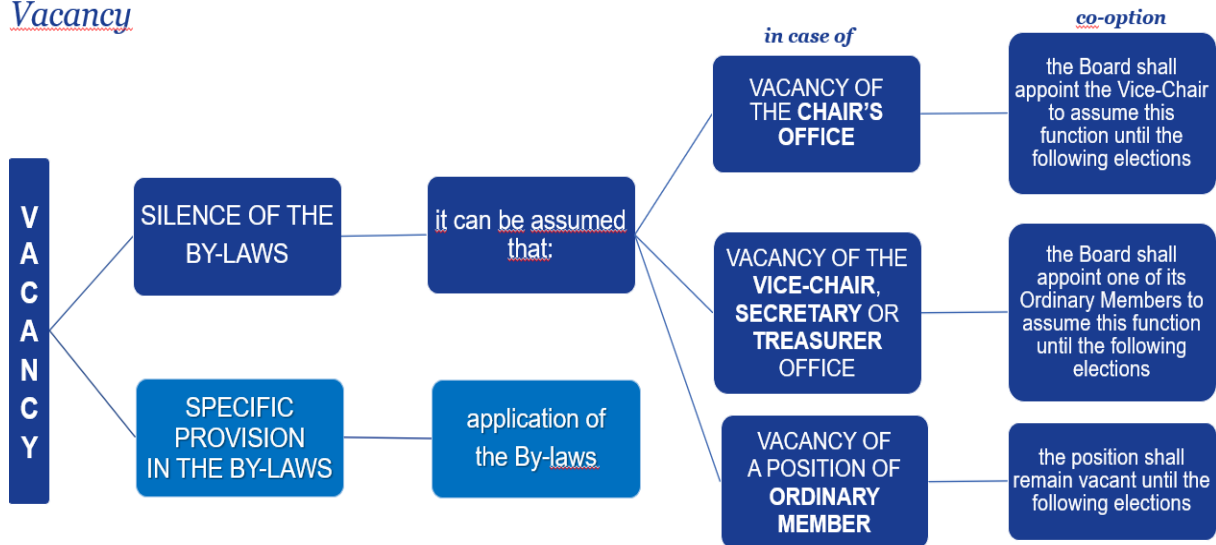 Vacancy
V
A
C
A
N
C
Y
SILENCE OF THE
BY-LAWS
it can be assumed
that:
in case of
co-option
VACANCY OF
THE CHAIR'S
OFFICE
the Board shall
appoint the Vice-Chair
to assume this
function until the
following elections
VACANCY OF THE
VICE-CHAIR,
SECRETARY OR
TREASURER
OFFICE
the Board shall
appoint one of its
Ordinary Members to
assume this function
until the following
elections
VACANCY OF
A POSITION OF
ORDINARY
MEMBER
the position shall
remain vacant until the
following elections
SPECIFIC
PROVISION
IN THE BY-LAWS
application of
the By-laws